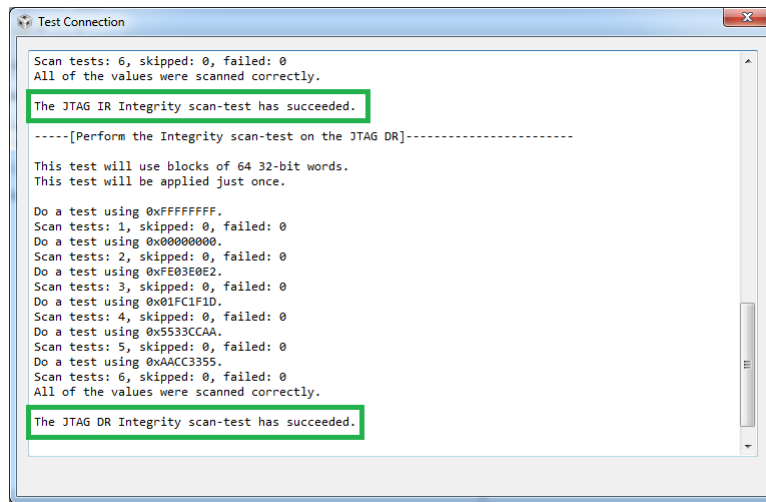 Test Connection
Scan tests: 6, skipped: 0, failed: 0
All of the values were scanned correctly.
The JTAG IR Integrity scan-test has succeeded.
-----[Perform the Integrity scan-test on the JTAG DR]------------------------
This test will use blocks of 64 32-bit words.
This test will be applied just once.
Do a test using 0xFFFFFFFF.
Scan tests: 1, skipped: 0, failed: 0
Do a test using 0x00000000.
Scan tests: 2, skipped: 0, failed: 0
Do a test using 0xFE03E0E2.
Scan tests: 3, skipped: 0, failed: 0
Do a test using 0x01FC1F1D.
Scan tests: 4, skipped: 0, failed: 0
Do a test using 0x5533CCAA.
Scan tests: 5, skipped: 0, failed: 0
Do a test using 0xAACC3355.
Scan tests: 6, skipped: 0, failed: 0
All of the values were scanned correctly.
The JTAG DR Integrity scan-test has succeeded.